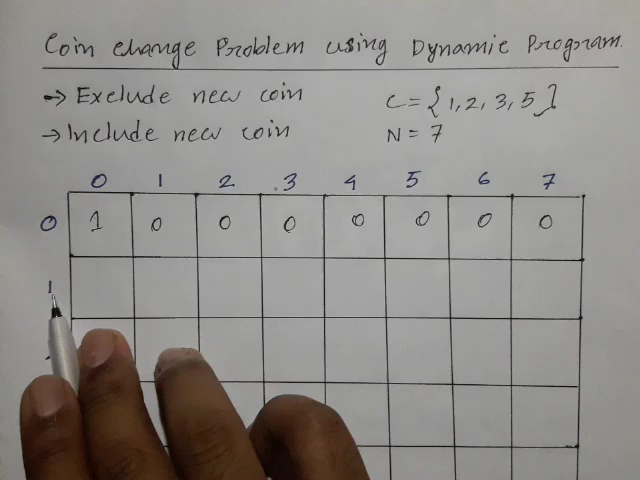 Coin change Problem using Dynamic Program.
→ Exclude new coin
C = {1, 2, 3, 5}
→ Include new coin
N = 7
0 1 2 3 4 5 6 7
0 1 0 0 0 0 0 0 0
1